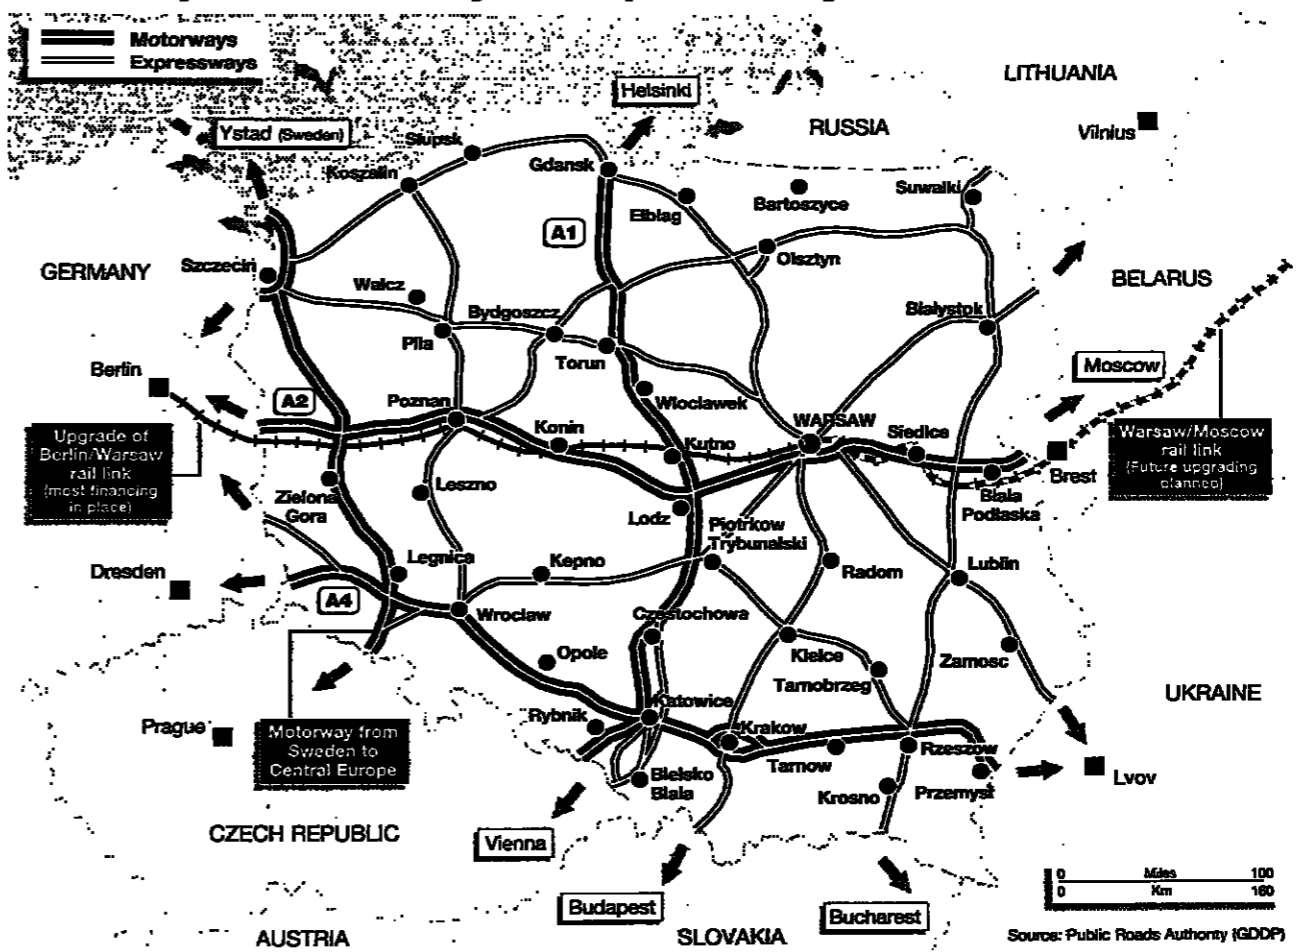 Motorways
Expressways
LITHUANIA
Helsinki
Ystad (Sweden)
RUSSIA
Vilnius
Slupsk
Gdansk
Koszalin
Suwalki
Elblag
Bartoszyce
A1
GERMANY
Szczecin
Olsztyn
BELARUS
Walcz
Bydgoszcz
Bialystok
Pila
Torun
Moscow
Berlin
A2
Poznan
Wloclawek
Konin
WARSAW
Siedlce
Upgrade of
Berlin/Warsaw
rail link
(most financing
in place)
Kutno
Warsaw/Moscow
rail link
(Future upgrading
planned)
Brest
Zielona
Gora
Leszno
Biala
Podlaska
Lodz
Piotrkow
Trybunalski
Legnica
Kepno
Radom
Lublin
Dresden
A4
Wroclaw
Czestochowa
Opole
Kielce
Zamosc
Tarnobrzeg
UKRAINE
Katowice
Rybnik
Prague
Motorway from
Sweden to
Central Europe
Krakow
Rzeszow
Tarnow
Bielsko
Biala
Krosno
Przemysl
Lvov
CZECH REPUBLIC
Vienna
0 Miles 100
0 Km 160
Budapest
Bucharest
AUSTRIA
SLOVAKIA
Source: Public Roads Authority (GDDP)